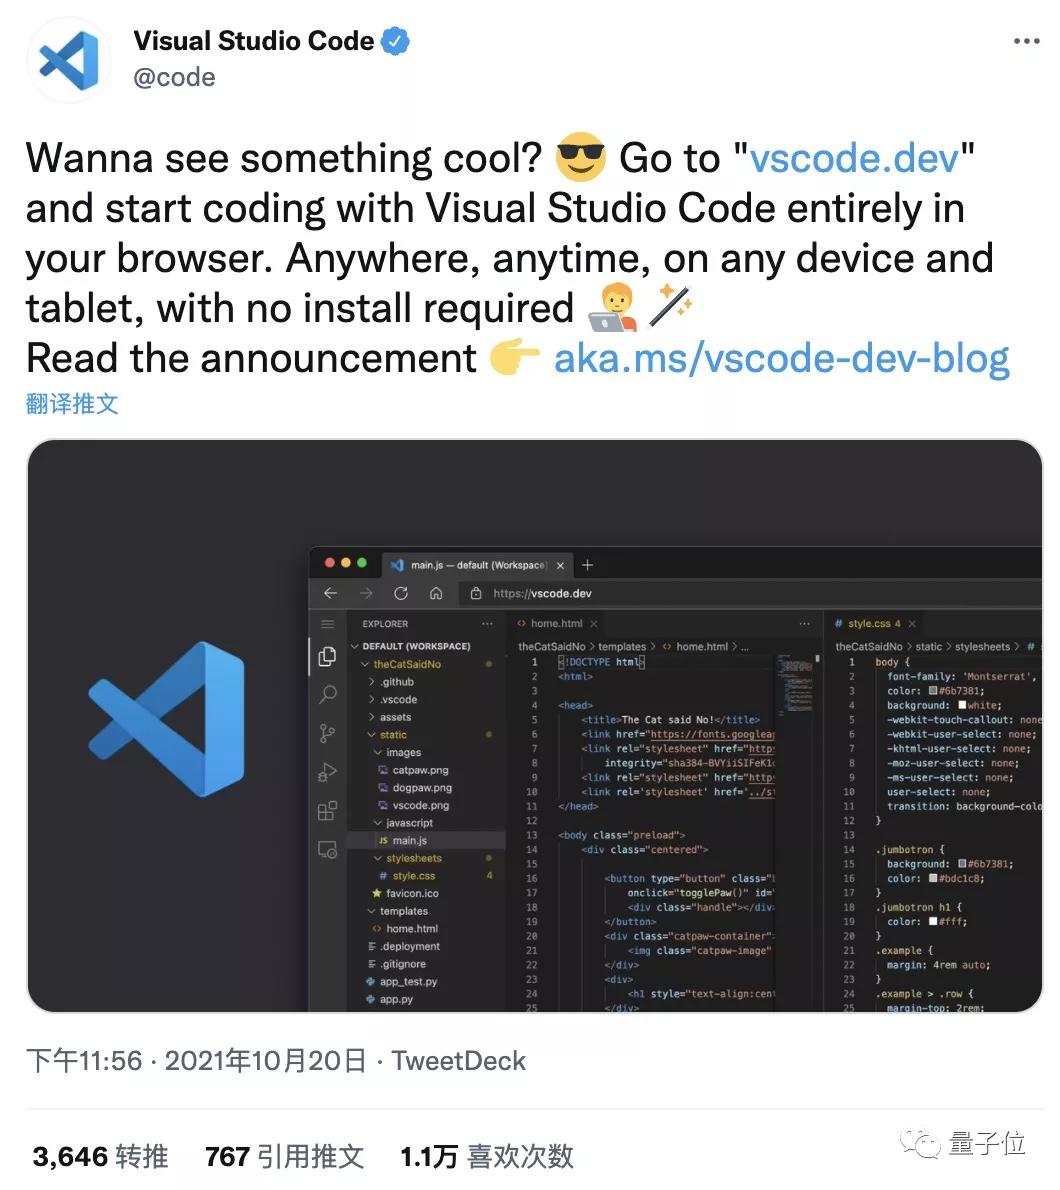 Visual Studio Code
@code
Wanna see something cool? 😎 Go to "vscode.dev"
and start coding with Visual Studio Code entirely in
your browser. Anywhere, anytime, on any device and
tablet, with no install required 🧑‍💻🪄
Read the announcement 👉 aka.ms/vscode-dev-blog
翻译推文
main.js — default (Workspace)
https://vscode.dev
EXPLORER
DEFAULT (WORKSPACE)
theCatSaidNo
.github
.vscode
assets
static
images
catpaw.png
dogpaw.png
vscode.png
javascript
JS main.js
stylesheets
# style.css 4
favicon.ico
templates
<> home.html
.deployment
.gitignore
app_test.py
app.py
<> home.html
theCatSaidNo > templates > <> home.html > ...
1 <!DOCTYPE html>
2 <html>
3
4 <head>
5 <title>The Cat said No!</title>
6 <link href="https://fonts.googleap
7 <link rel="stylesheet" href="http
8 integrity="sha384-BVYiiSIFeK1
9 <link rel="stylesheet" href="http
10 <link rel='stylesheet' href='../s
11 </head>
12
13 <body class="preload">
14 <div class="centered">
15
16 <button type="button" class="
17 onclick="togglePaw()" id=
18 <div class="handle"></div
19 </button>
20 <div class="catpaw-container"
21 <img class="catpaw-image"
22 </div>
23 <div>
24 <h1 style="text-align:cen
25 </div>
# style.css 4
theCatSaidNo > static > stylesheets > #
1 body {
2 font-family: 'Montserrat',
3 color: #6b7381;
4 background: white;
5 -webkit-touch-callout: none
6 -webkit-user-select: none;
7 -khtml-user-select: none;
8 -moz-user-select: none;
9 -ms-user-select: none;
10 user-select: none;
11 transition: background-colo
12 }
13
14 .jumbotron {
15 background: #6b7381;
16 color: #bdc1c8;
17 }
18 .jumbotron h1 {
19 color: #fff;
20 }
21 .example {
22 margin: 4rem auto;
23 }
24 .example > .row {
25 margin-top: 2rem;
下午11:56 · 2021年10月20日 · TweetDeck
3,646 转推 767 引用推文 1.1万 喜欢次数
量子位